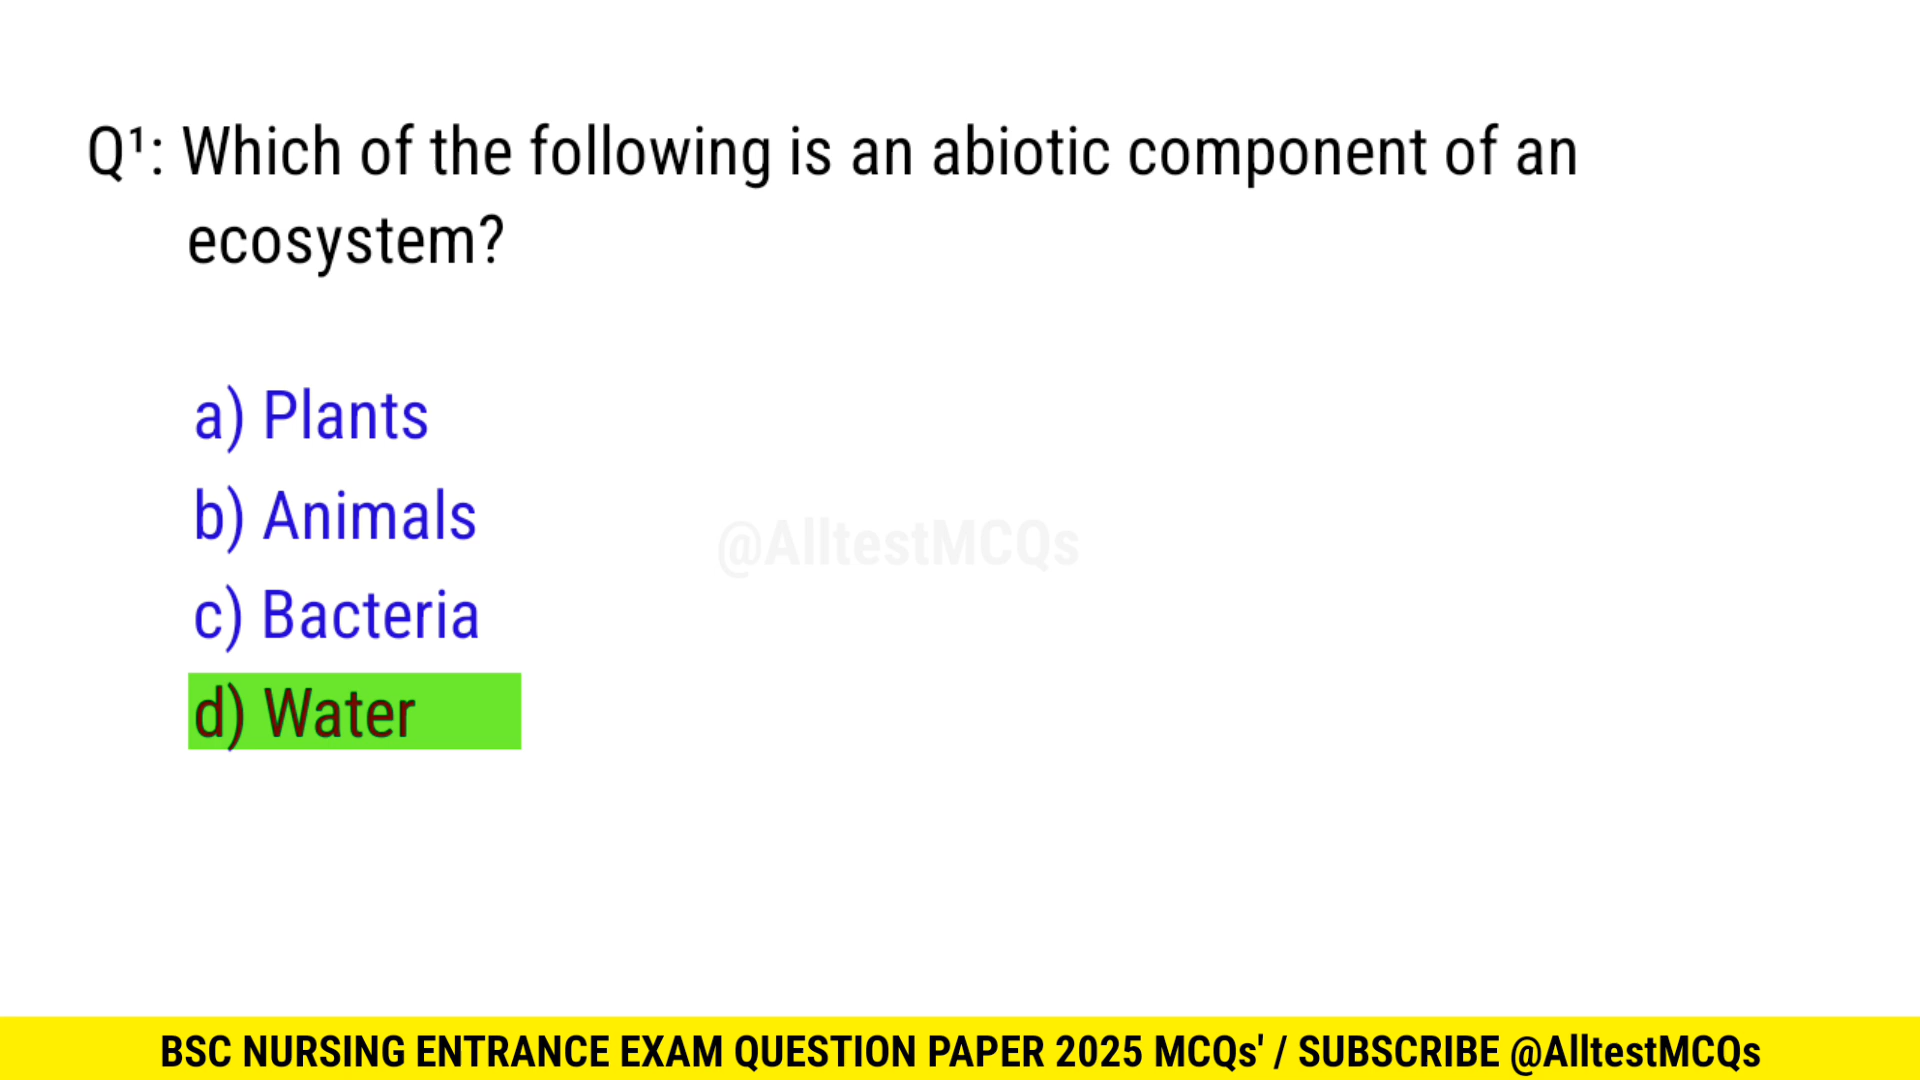 Q¹: Which of the following is an abiotic component of an
ecosystem?
a) Plants
b) Animals
@AlltestMCQs
c) Bacteria
d) Water
BSC NURSING ENTRANCE EXAM QUESTION PAPER 2025 MCQs' / SUBSCRIBE @AlltestMCQs